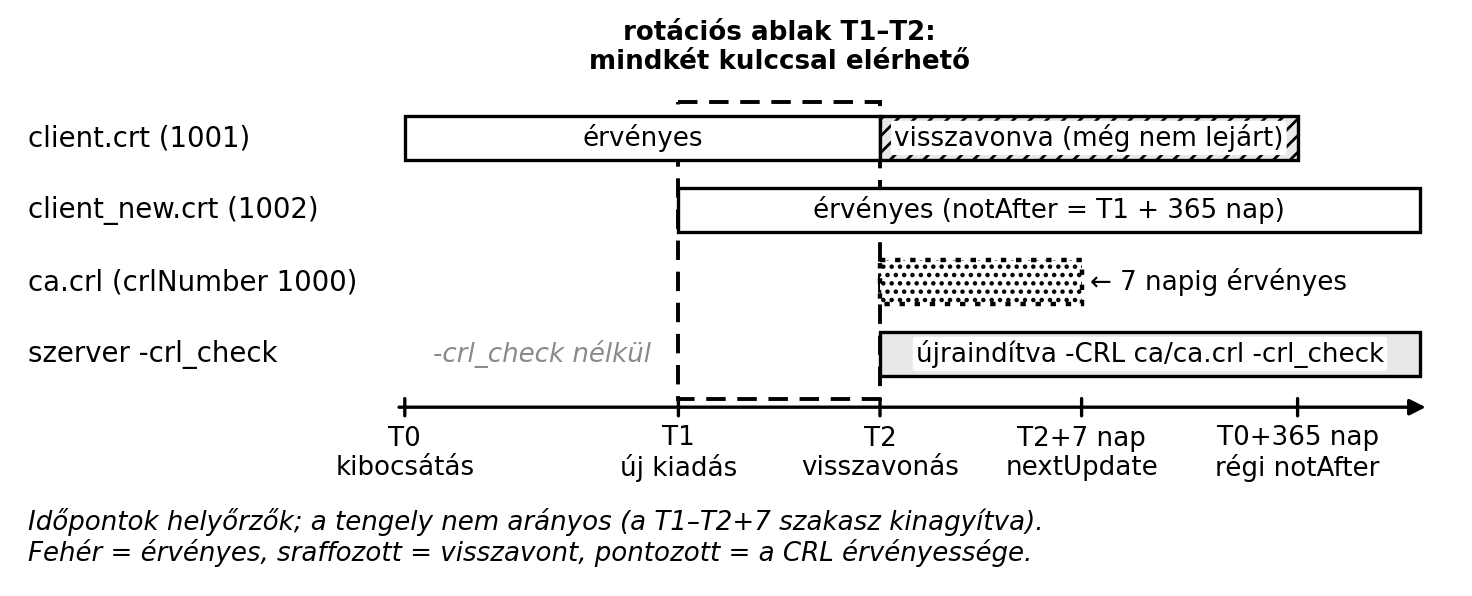 rotációs ablak T1–T2:
mindkét kulccsal elérhető
client.crt (1001)
érvényes
visszavonva (még nem lejárt)
client_new.crt (1002)
érvényes (notAfter = T1 + 365 nap)
ca.crl (crlNumber 1000)
← 7 napig érvényes
szerver -crl_check
-crl_check nélkül
újraindítva -CRL ca/ca.crl -crl_check
T0
kibocsátás
T1
új kiadás
T2
visszavonás
T2+7 nap
nextUpdate
T0+365 nap
régi notAfter
Időpontok helyőrzők; a tengely nem arányos (a T1–T2+7 szakasz kinagyítva).
Fehér = érvényes, sraffozott = visszavont, pontozott = a CRL érvényessége.